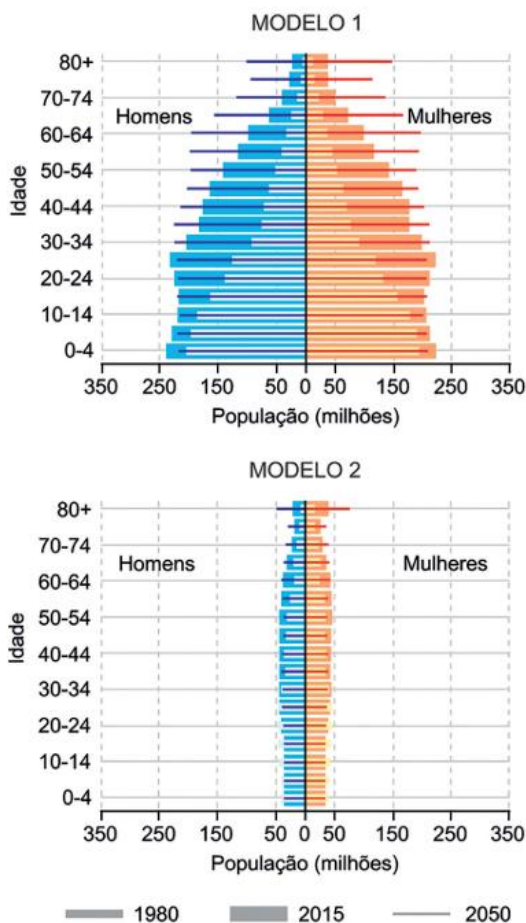 MODELO 1
Idade
80+
70-74
60-64
50-54
40-44
30-34
20-24
10-14
0-4
Homens
Mulheres
350 250 150 50 0 50 150 250 350
População (milhões)
MODELO 2
Idade
80+
70-74
60-64
50-54
40-44
30-34
20-24
10-14
0-4
Homens
Mulheres
350 250 150 50 0 50 150 250 350
População (milhões)
1980 2015 2050